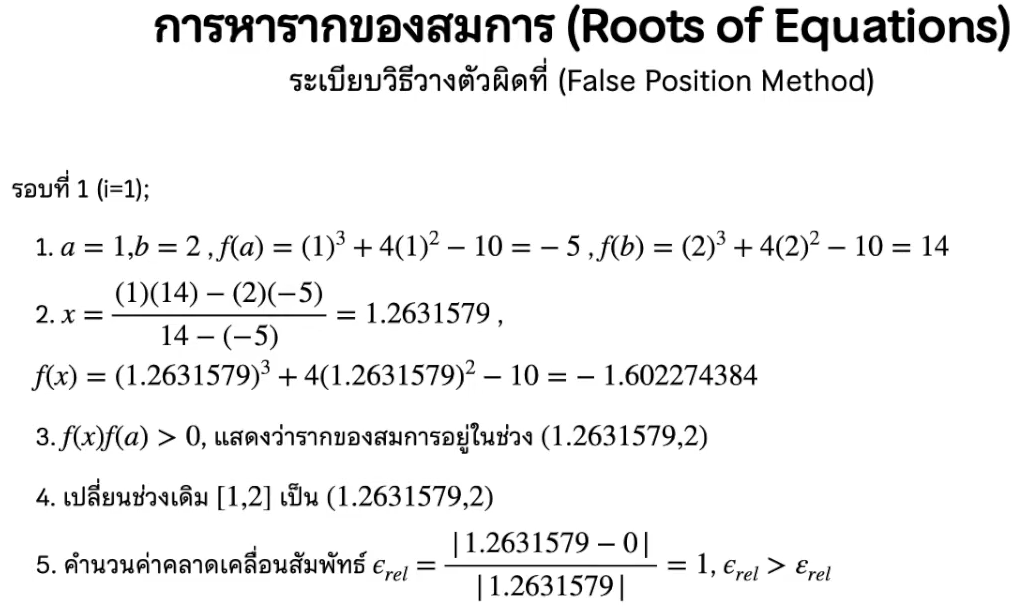 การหารากของสมการ (Roots of Equations)
ระเบียบวิธีวางตัวผิดที่ (False Position Method)
รอบที่ 1 (i=1);
1. a = 1,b = 2 , f(a) = (1)³ + 4(1)² − 10 = − 5 , f(b) = (2)³ + 4(2)² − 10 = 14
2. x = \frac{(1)(14) − (2)(−5)}{14 − (−5)} = 1.2631579 ,
f(x) = (1.2631579)³ + 4(1.2631579)² − 10 = − 1.602274384
3. f(x)f(a) > 0, แสดงว่ารากของสมการอยู่ในช่วง (1.2631579,2)
4. เปลี่ยนช่วงเดิม [1,2] เป็น (1.2631579,2)
5. คำนวนค่าคลาดเคลื่อนสัมพัทธ์ ϵ_{rel} = \frac{|1.2631579 − 0|}{|1.2631579|} = 1, ϵ_{rel} > ε_{rel}